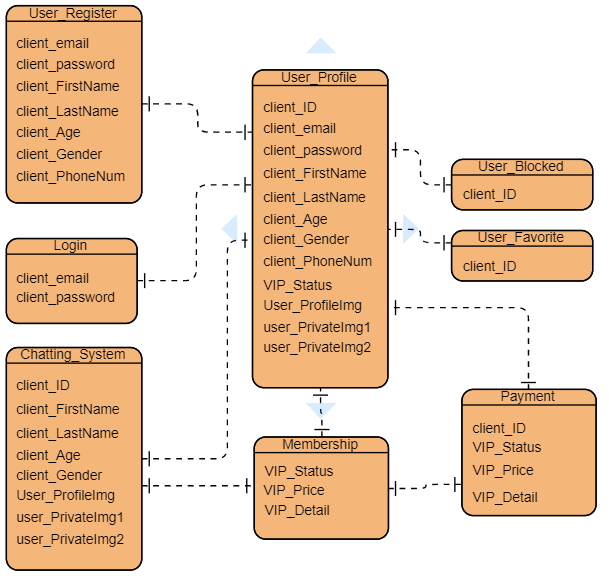 User_Register
client_email
client_password
client_FirstName
client_LastName
client_Age
client_Gender
client_PhoneNum
User_Profile
client_ID
client_email
client_password
client_FirstName
client_LastName
client_Age
client_Gender
client_PhoneNum
VIP_Status
User_ProfileImg
user_PrivateImg1
user_PrivateImg2
User_Blocked
client_ID
User_Favorite
client_ID
Login
client_email
client_password
Chatting_System
client_ID
client_FirstName
client_LastName
client_Age
client_Gender
User_ProfileImg
user_PrivateImg1
user_PrivateImg2
Membership
VIP_Status
VIP_Price
VIP_Detail
Payment
client_ID
VIP_Status
VIP_Price
VIP_Detail